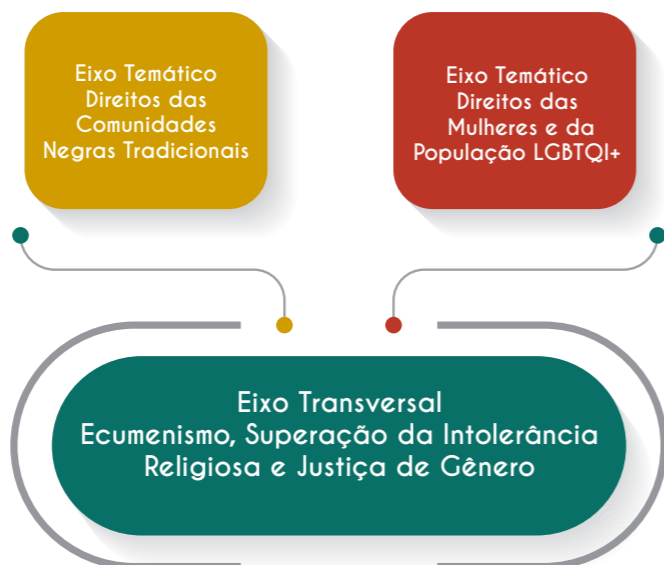 Eixo Temático
Direitos das
Comunidades
Negras Tradicionais
Eixo Temático
Direitos das
Mulheres e da
População LGBTQI+
Eixo Transversal
Ecumenismo, Superação da Intolerância
Religiosa e Justiça de Gênero